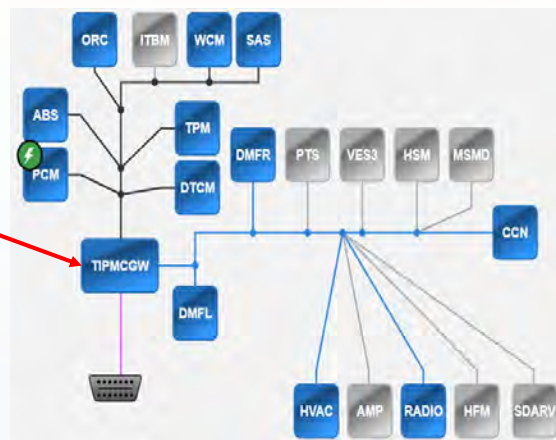 ORC ITBM WCM SAS
ABS
TPM
PCM
DTCM
DMFR PTS VES3 HSM MSMD
CCN
TIPMCGW
DMFL
HVAC AMP RADIO HFM SDARV